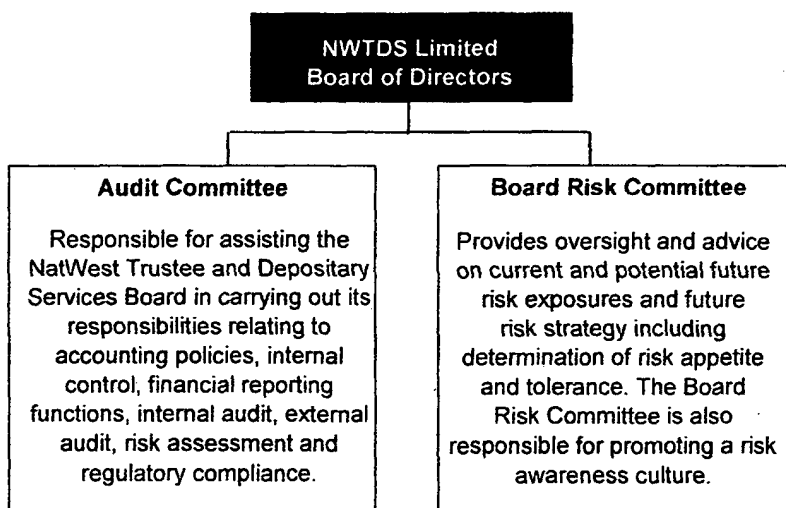 NWTDS Limited
Board of Directors
Audit Committee
Responsible for assisting the
NatWest Trustee and Depositary
Services Board in carrying out its
responsibilities relating to
accounting policies, internal
control, financial reporting
functions, internal audit, external
audit, risk assessment and
regulatory compliance.
Board Risk Committee
Provides oversight and advice
on current and potential future
risk exposures and future
risk strategy including
determination of risk appetite
and tolerance. The Board
Risk Committee is also
responsible for promoting a risk
awareness culture.